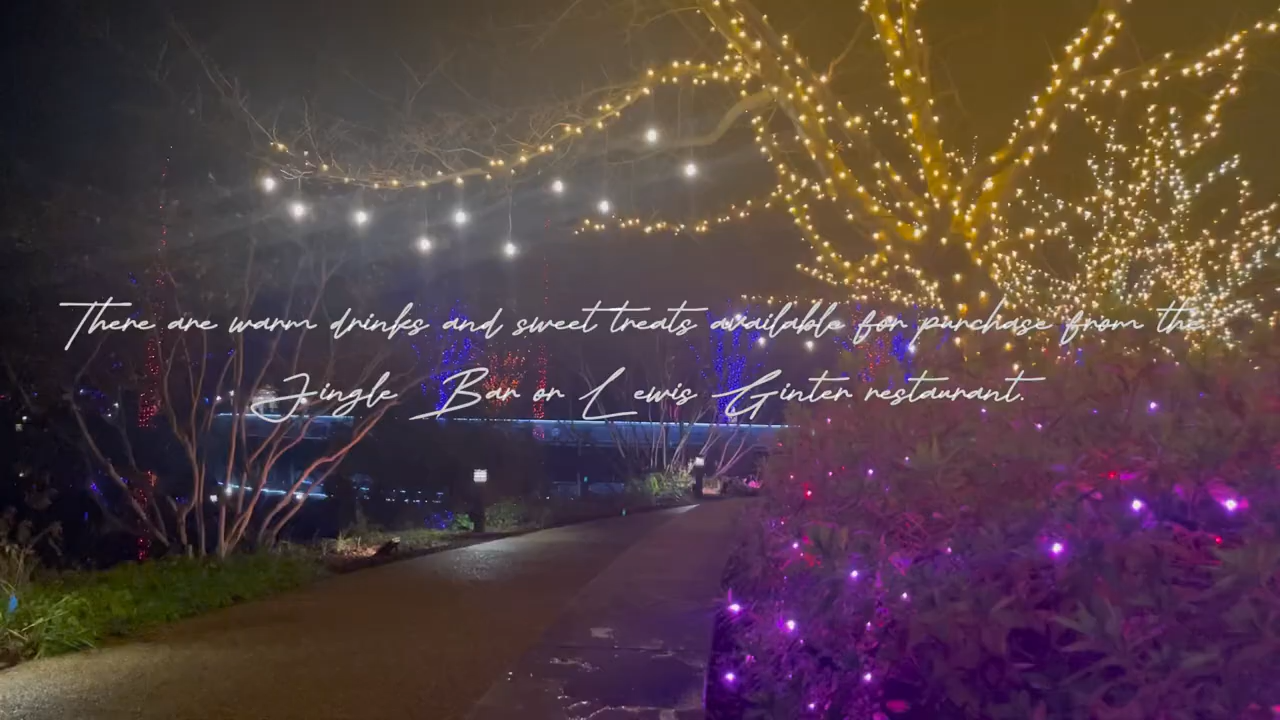 There are warm drinks and sweet treats available for purchase from the
Jingle Bar or Lewis Ginter restaurant.